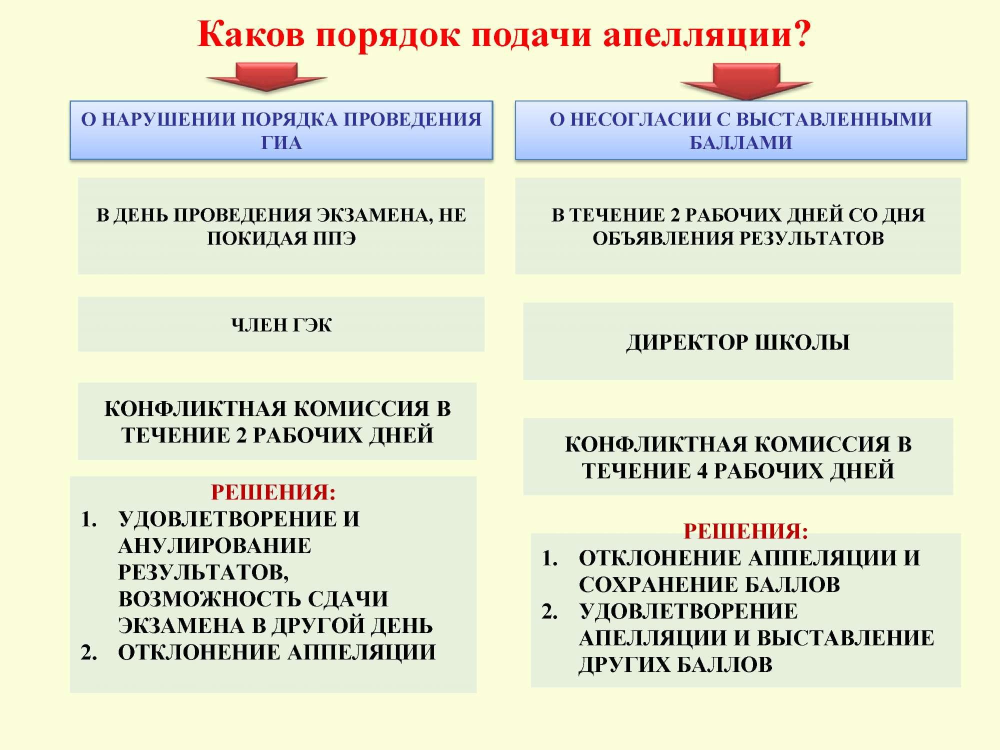 Каков порядок подачи апелляции?
О НАРУШЕНИИ ПОРЯДКА ПРОВЕДЕНИЯ
ГИА
В ДЕНЬ ПРОВЕДЕНИЯ ЭКЗАМЕНА, НЕ
ПОКИДАЯ ППЭ
ЧЛЕН ГЭК
КОНФЛИКТНАЯ КОМИССИЯ В
ТЕЧЕНИЕ 2 РАБОЧИХ ДНЕЙ
РЕШЕНИЯ:
1. УДОВЛЕТВОРЕНИЕ И
АНУЛИРОВАНИЕ
РЕЗУЛЬТАТОВ,
ВОЗМОЖНОСТЬ СДАЧИ
ЭКЗАМЕНА В ДРУГОЙ ДЕНЬ
2. ОТКЛОНЕНИЕ АППЕЛЯЦИИ
О НЕСОГЛАСИИ С ВЫСТАВЛЕННЫМИ
БАЛЛАМИ
В ТЕЧЕНИЕ 2 РАБОЧИХ ДНЕЙ СО ДНЯ
ОБЪЯВЛЕНИЯ РЕЗУЛЬТАТОВ
ДИРЕКТОР ШКОЛЫ
КОНФЛИКТНАЯ КОМИССИЯ В
ТЕЧЕНИЕ 4 РАБОЧИХ ДНЕЙ
РЕШЕНИЯ:
1. ОТКЛОНЕНИЕ АППЕЛЯЦИИ И
СОХРАНЕНИЕ БАЛЛОВ
2. УДОВЛЕТВОРЕНИЕ
АПЕЛЛЯЦИИ И ВЫСТАВЛЕНИЕ
ДРУГИХ БАЛЛОВ